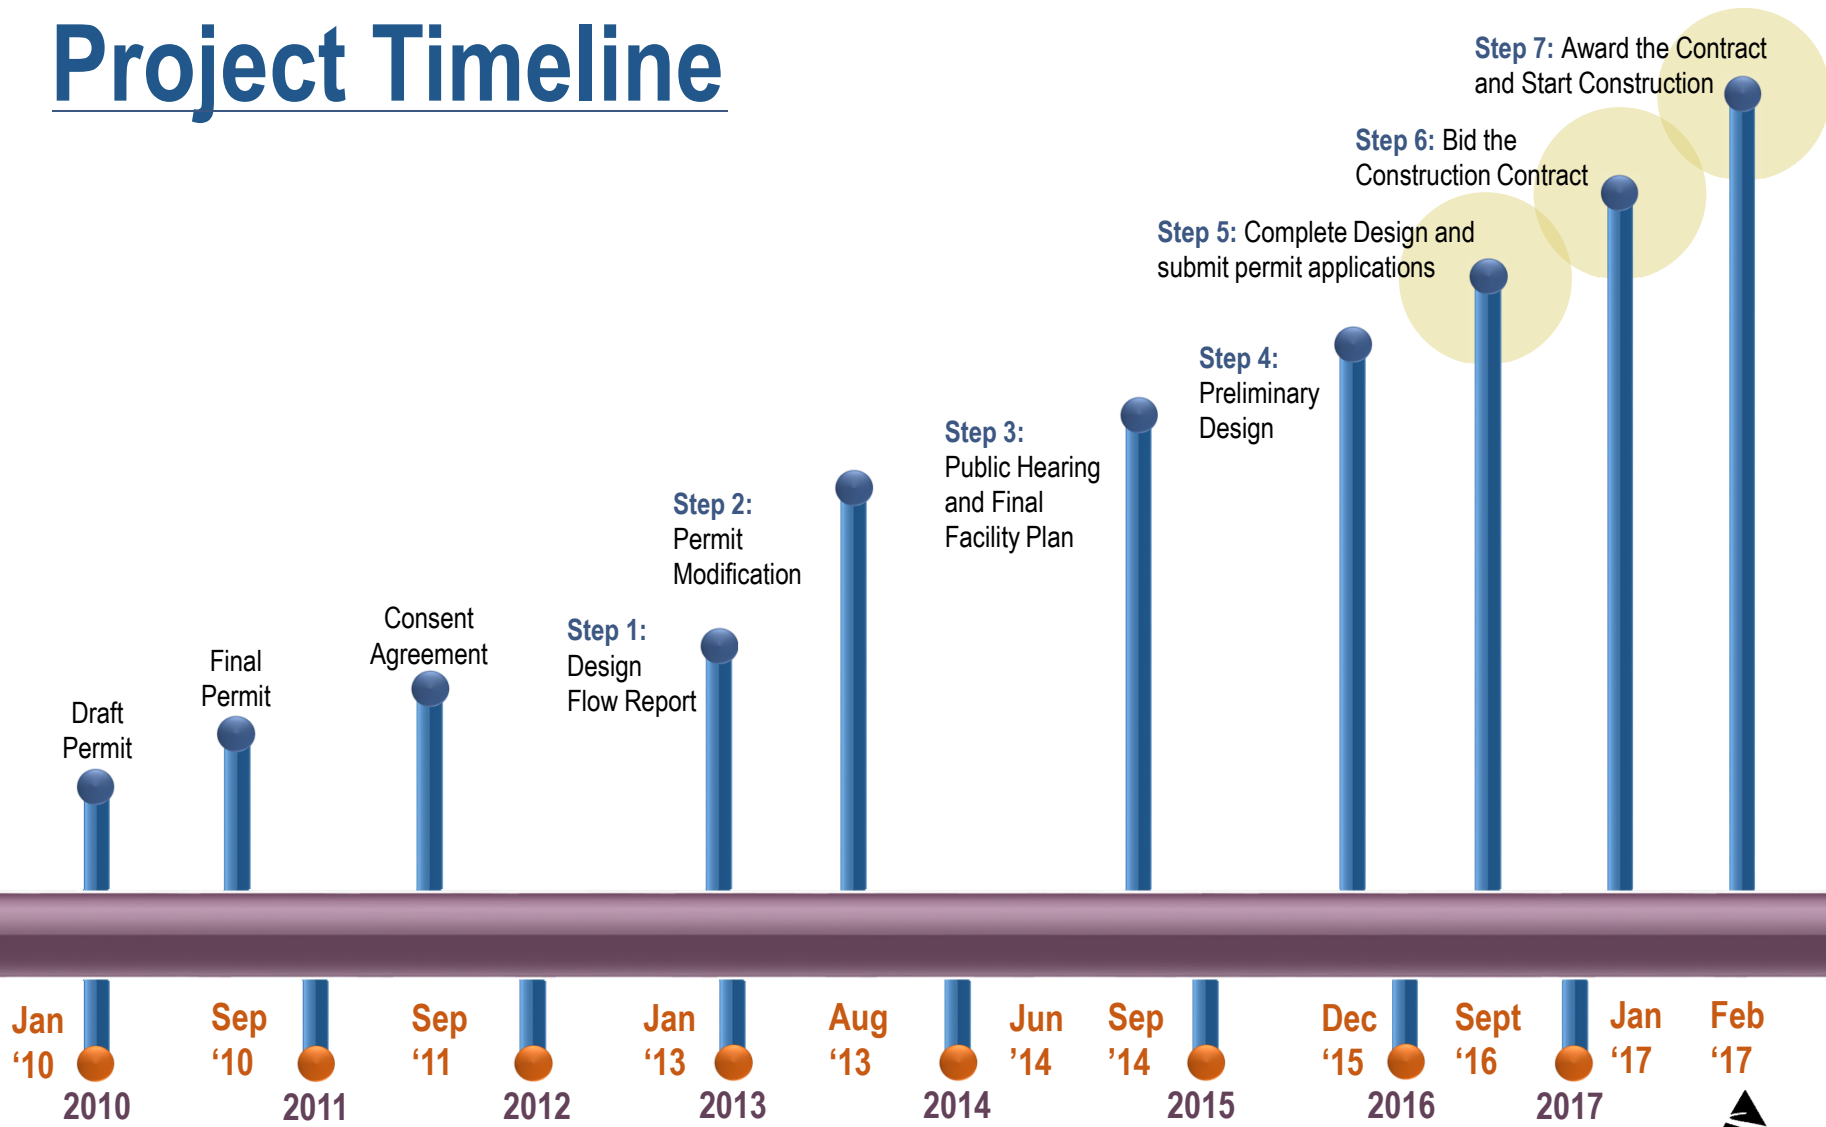 Project Timeline
Step 7: Award the Contract
and Start Construction
Step 6: Bid the
Construction Contract
Step 5: Complete Design and
submit permit applications
Step 4:
Preliminary
Design
Step 3:
Public Hearing
and Final
Facility Plan
Step 2:
Permit
Modification
Step 1:
Design
Flow Report
Consent
Agreement
Final
Permit
Draft
Permit
Jan
‘10
Sep
‘10
Sep
‘11
Jan
‘13
Aug
‘13
Jun
’14
Sep
’14
Dec
‘15
Sept
‘16
Jan
‘17
Feb
‘17
2010
2011
2012
2013
2014
2015
2016
2017